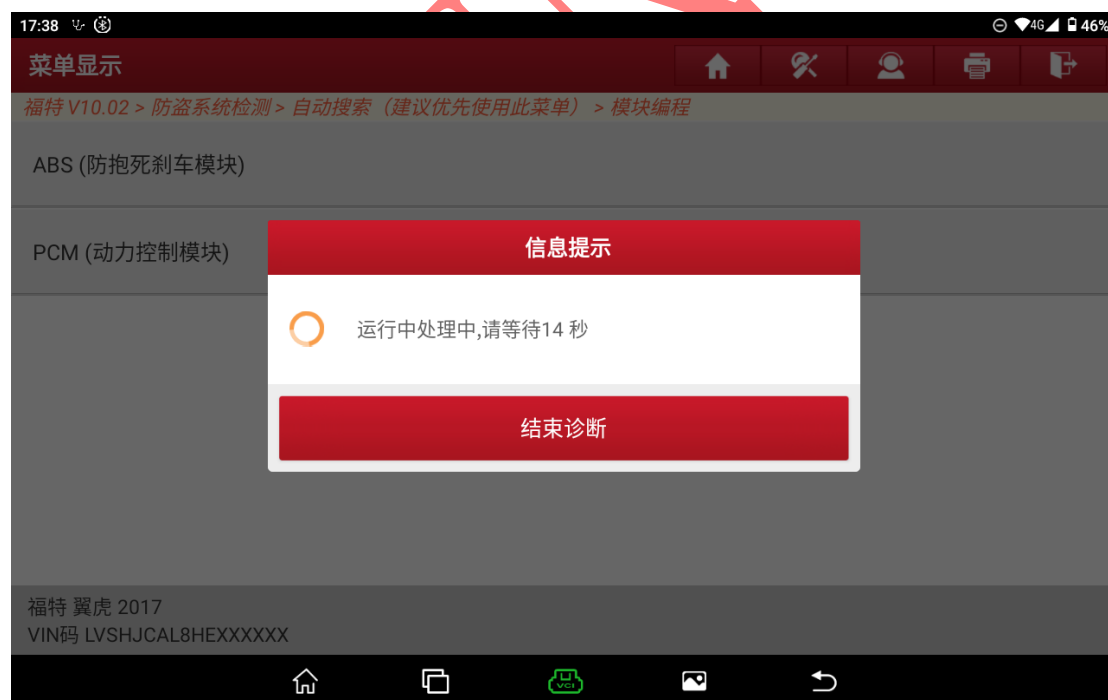 17:38
4G 46%
菜单显示
福特 V10.02 > 防盗系统检测 > 自动搜索（建议优先使用此菜单） > 模块编程
ABS (防抱死刹车模块)
PCM (动力控制模块)
信息提示
运行中处理中,请等待14 秒
结束诊断
福特 翼虎 2017
VIN码 LVSHJCAL8HEXXXXXX
VCI